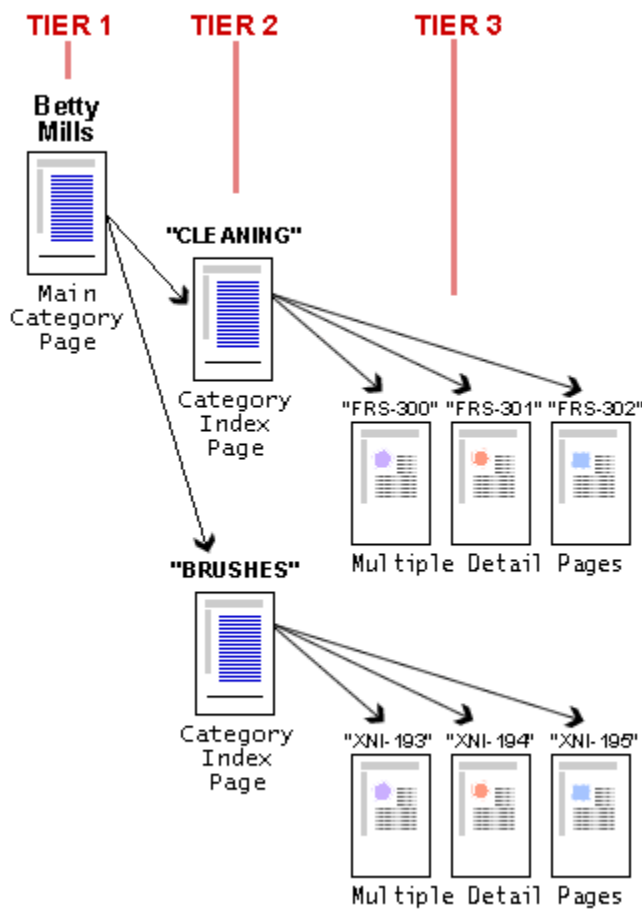 TIER 1
TIER 2
TIER 3
Betty
Mills
Main
Category
Page
"CLEANING"
Category
Index
Page
"FRS-300"
"FRS-301"
"FRS-302"
Multiple Detail Pages
"BRUSHES"
Category
Index
Page
"XNI-193"
"XNI-194"
"XNI-195"
Multiple Detail Pages